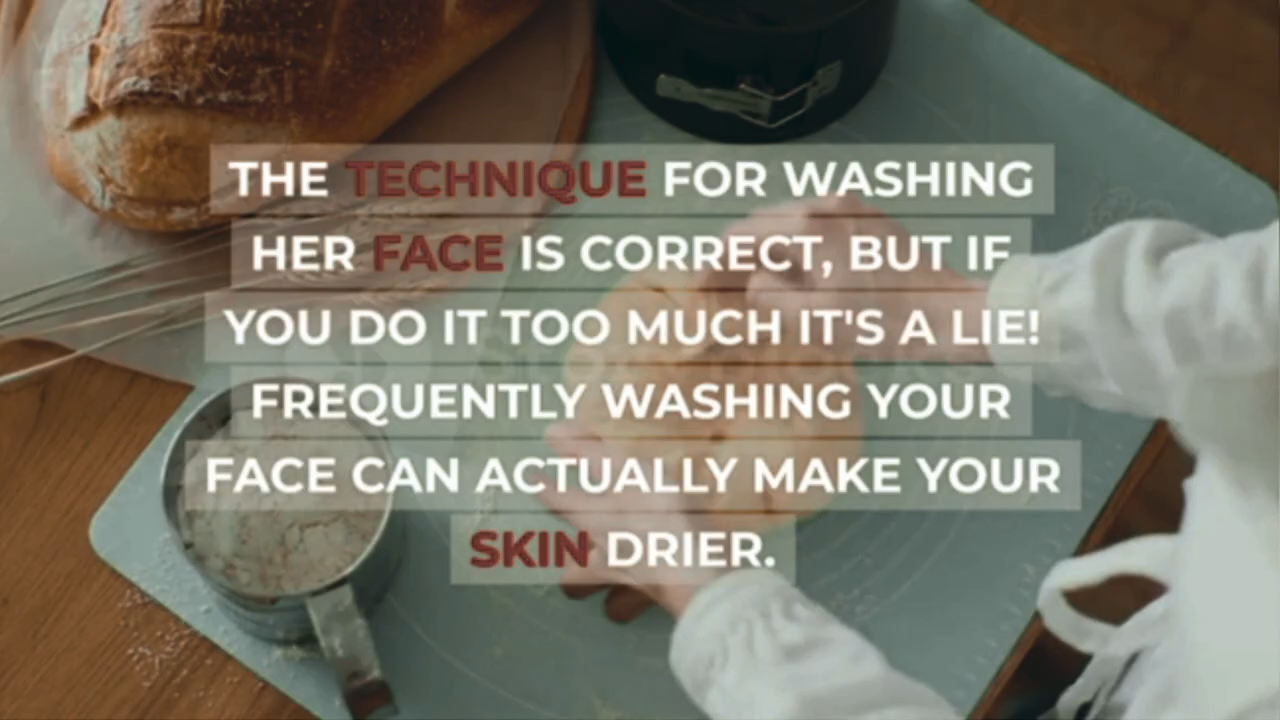 THE TECHNIQUE FOR WASHING
HER FACE IS CORRECT, BUT IF
YOU DO IT TOO MUCH IT'S A LIE!
FREQUENTLY WASHING YOUR
FACE CAN ACTUALLY MAKE YOUR
SKIN DRIER.